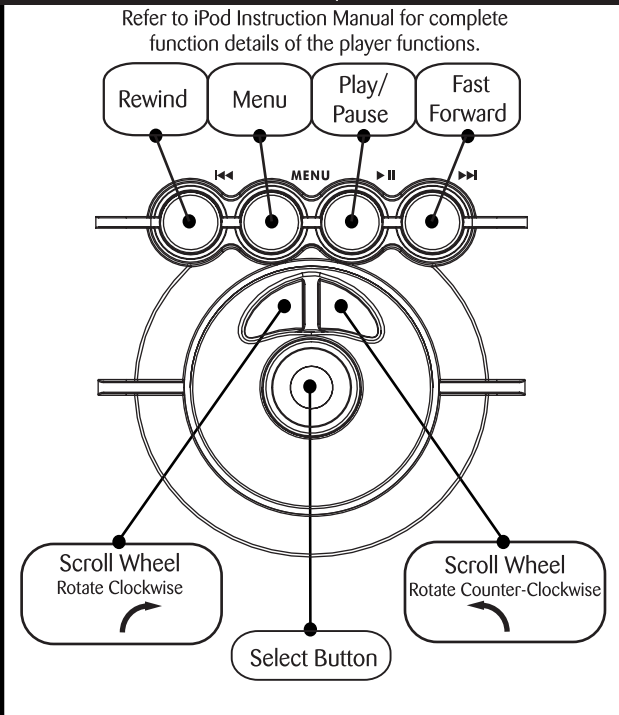 Refer to iPod Instruction Manual for complete
function details of the player functions.
Rewind
Menu
Play/
Pause
Fast
Forward
MENU
Scroll Wheel
Rotate Clockwise
Scroll Wheel
Rotate Counter-Clockwise
Select Button